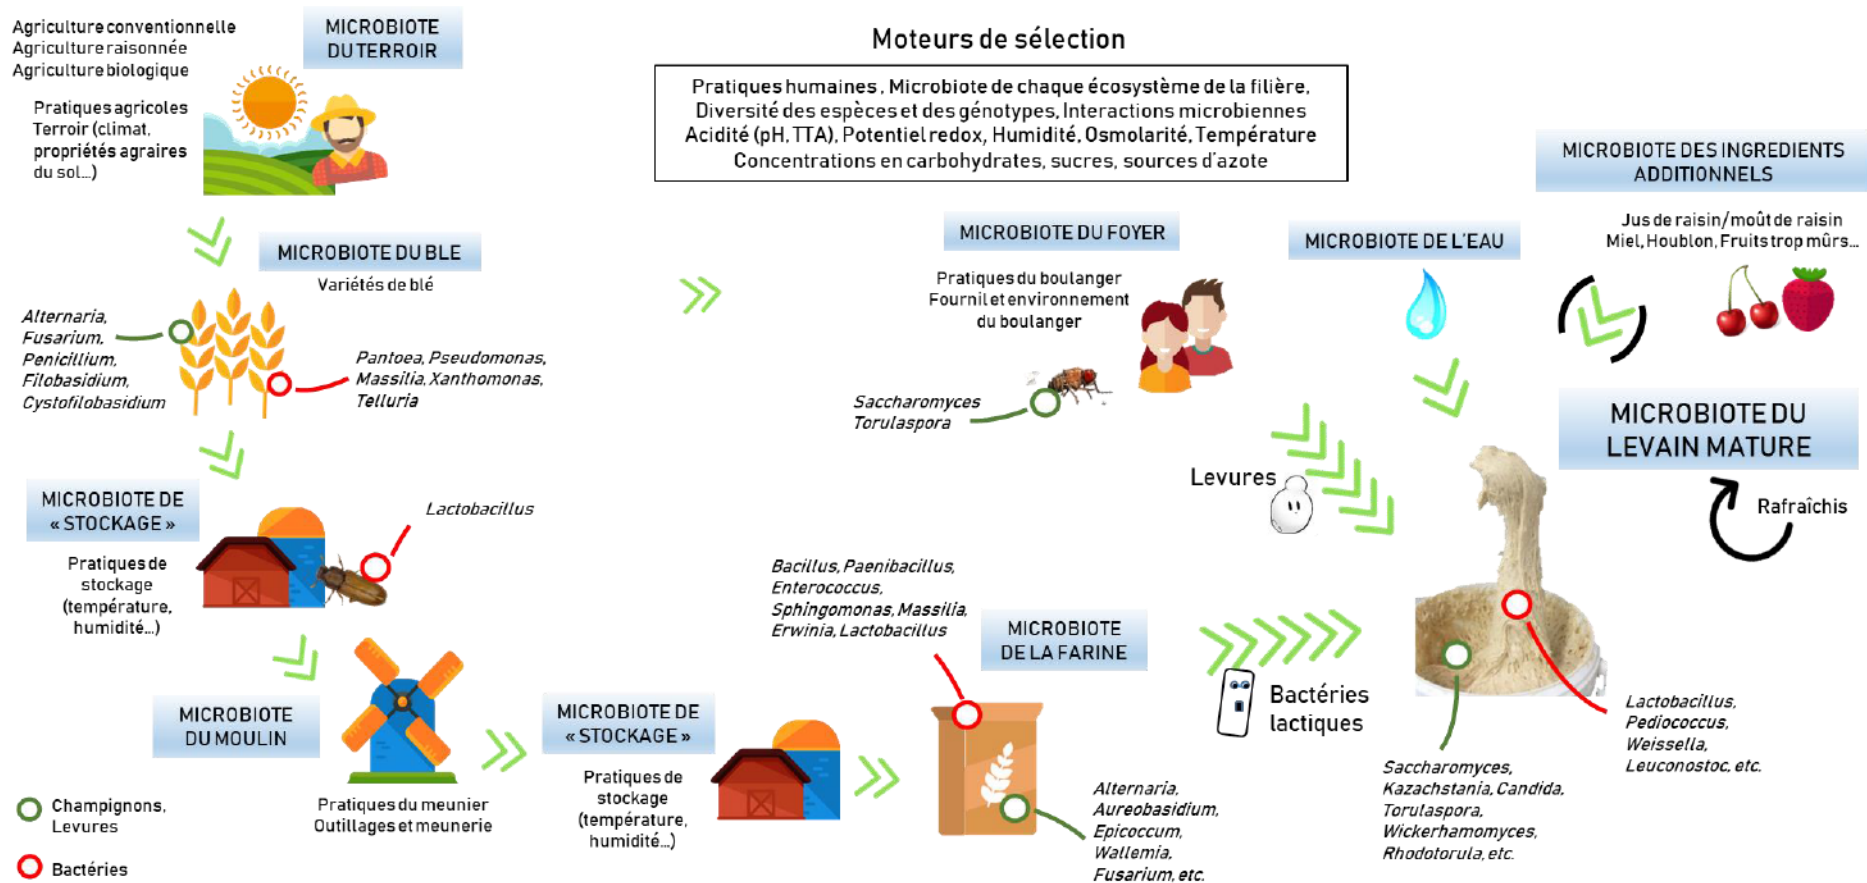 Agriculture conventionnelle
Agriculture raisonnée
Agriculture biologique
Pratiques agricoles
Terroir (climat,
propriétés agraires
du sol...)
MICROBIOTE
DU TERROIR
Moteurs de sélection
Pratiques humaines, Microbiote de chaque écosystème de la filière,
Diversité des espèces et des génotypes, Interactions microbiennes
Acidité (pH, TTA), Potentiel redox, Humidité, Osmolarité, Température
Concentrations en carbohydrates, sucres, sources d'azote
MICROBIOTE DES INGREDIENTS
ADDITIONNELS
Jus de raisin/moût de raisin
Miel, Houblon, Fruits trop mûrs...
MICROBIOTE DU BLE
Variétés de blé
Alternaria,
Fusarium,
Penicillium,
Filobasidium,
Cystofilobasidium
Pantoea, Pseudomonas,
Massilia, Xanthomonas,
Telluria
MICROBIOTE DU FOYER
Pratiques du boulanger
Fournil et environnement
du boulanger
Saccharomyces
Torulaspora
MICROBIOTE DE L'EAU
MICROBIOTE DU
LEVAIN MATURE
Rafraîchis
Levures
MICROBIOTE DE
« STOCKAGE »
Pratiques de
stockage
(température,
humidité...)
Lactobacillus
MICROBIOTE
DU MOULIN
Pratiques du meunier
Outillages et meunerie
MICROBIOTE DE
« STOCKAGE »
Pratiques de
stockage
(température,
humidité...)
Bacillus, Paenibacillus,
Enterococcus,
Sphingomonas, Massilia,
Erwinia, Lactobacillus
MICROBIOTE
DE LA FARINE
Alternaria,
Aureobasidium,
Epicoccum,
Wallemia,
Fusarium, etc.
Bactéries
lactiques
Saccharomyces,
Kazachstania, Candida,
Torulaspora,
Wickerhamomyces,
Rhodotorula, etc.
Lactobacillus,
Pediococcus,
Weissella,
Leuconostoc, etc.
Champignons,
Levures
Bactéries